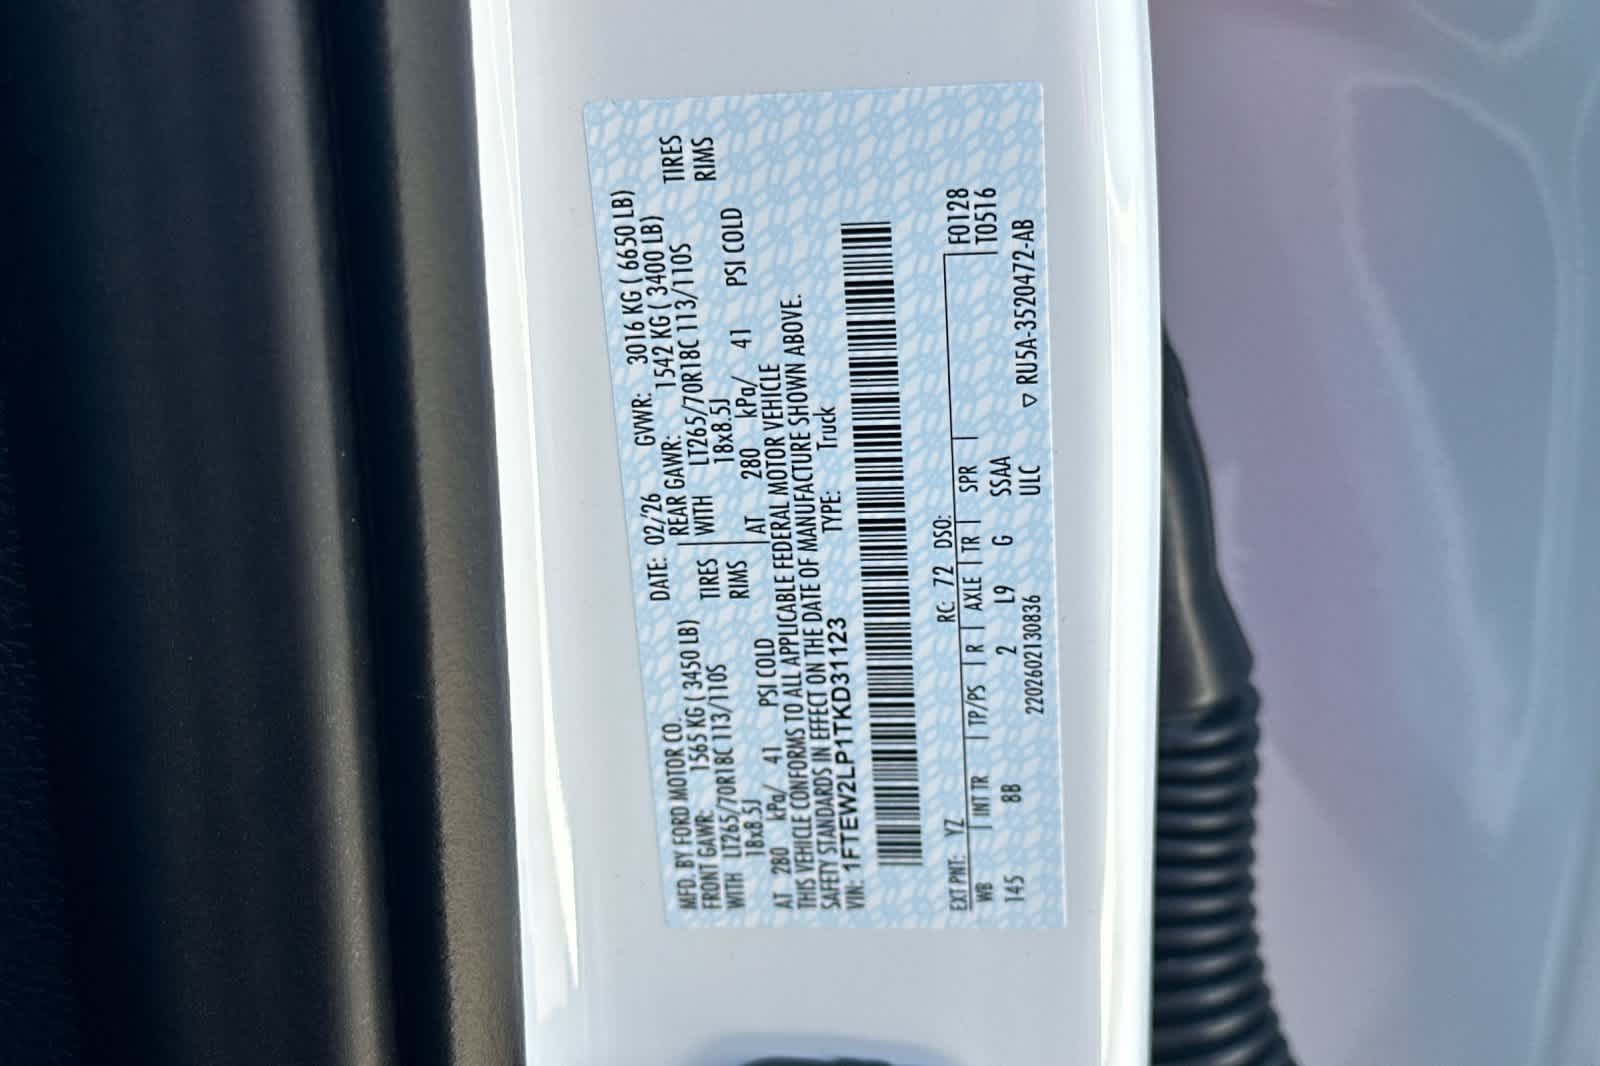 MFD. BY FORD MOTOR CO.
DATE: 02/26 GVWR: 3016 KG ( 6650 LB)
FRONT GAWR: 1565 KG ( 3450 LB) REAR GAWR: 1542 KG ( 3400 LB)
WITH LT265/70R18C 113/110S TIRES WITH LT265/70R18C 113/110S TIRES
18x8.5J RIMS 18x8.5J RIMS
AT 280 kPa/ 41 PSI COLD AT 280 kPa/ 41 PSI COLD
THIS VEHICLE CONFORMS TO ALL APPLICABLE FEDERAL MOTOR VEHICLE
SAFETY STANDARDS IN EFFECT ON THE DATE OF MANUFACTURE SHOWN ABOVE.
VIN: 1FTEW2LP1TKD31123 TYPE: Truck
EXT PNT: YZ RC: 72 DSO: F0128
WB INT TR TP/PS R AXLE TR SPR T0516
145 8B 2 L9 G SSAA
2202602130836 ULC ▽ RU5A-3520472-AB